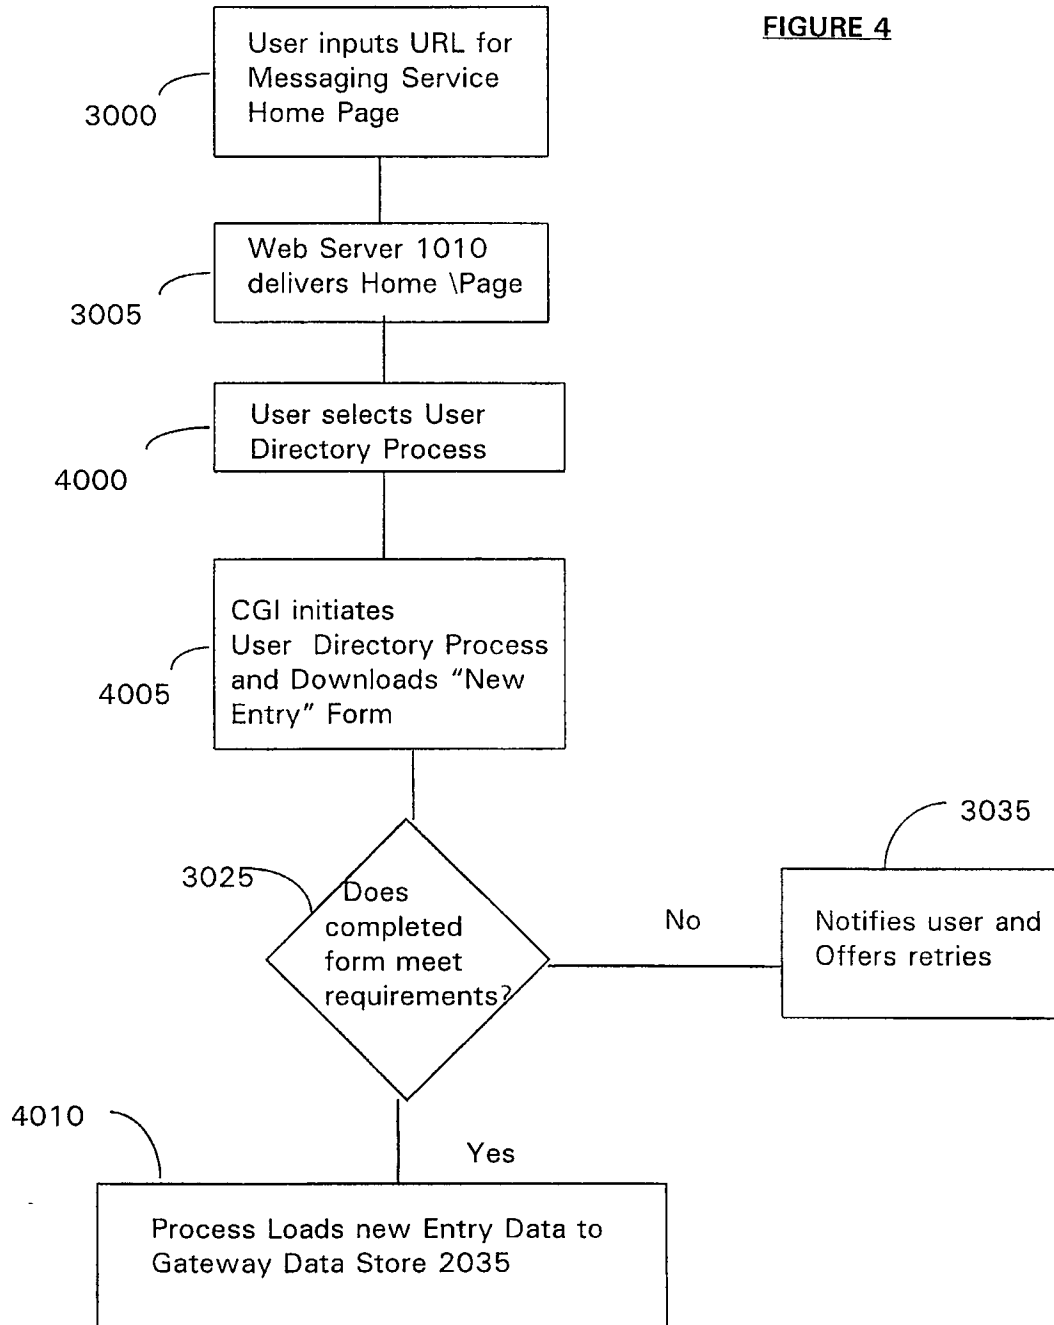 FIGURE 4
User inputs URL for
Messaging Service
Home Page
3000
Web Server 1010
delivers Home \Page
3005
User selects User
Directory Process
4000
CGI initiates
User Directory Process
and Downloads “New
Entry” Form
4005
3035
3025
Does
completed
form meet
requirements?
No
Notifies user and
Offers retries
4010
Yes
Process Loads new Entry Data to
Gateway Data Store 2035